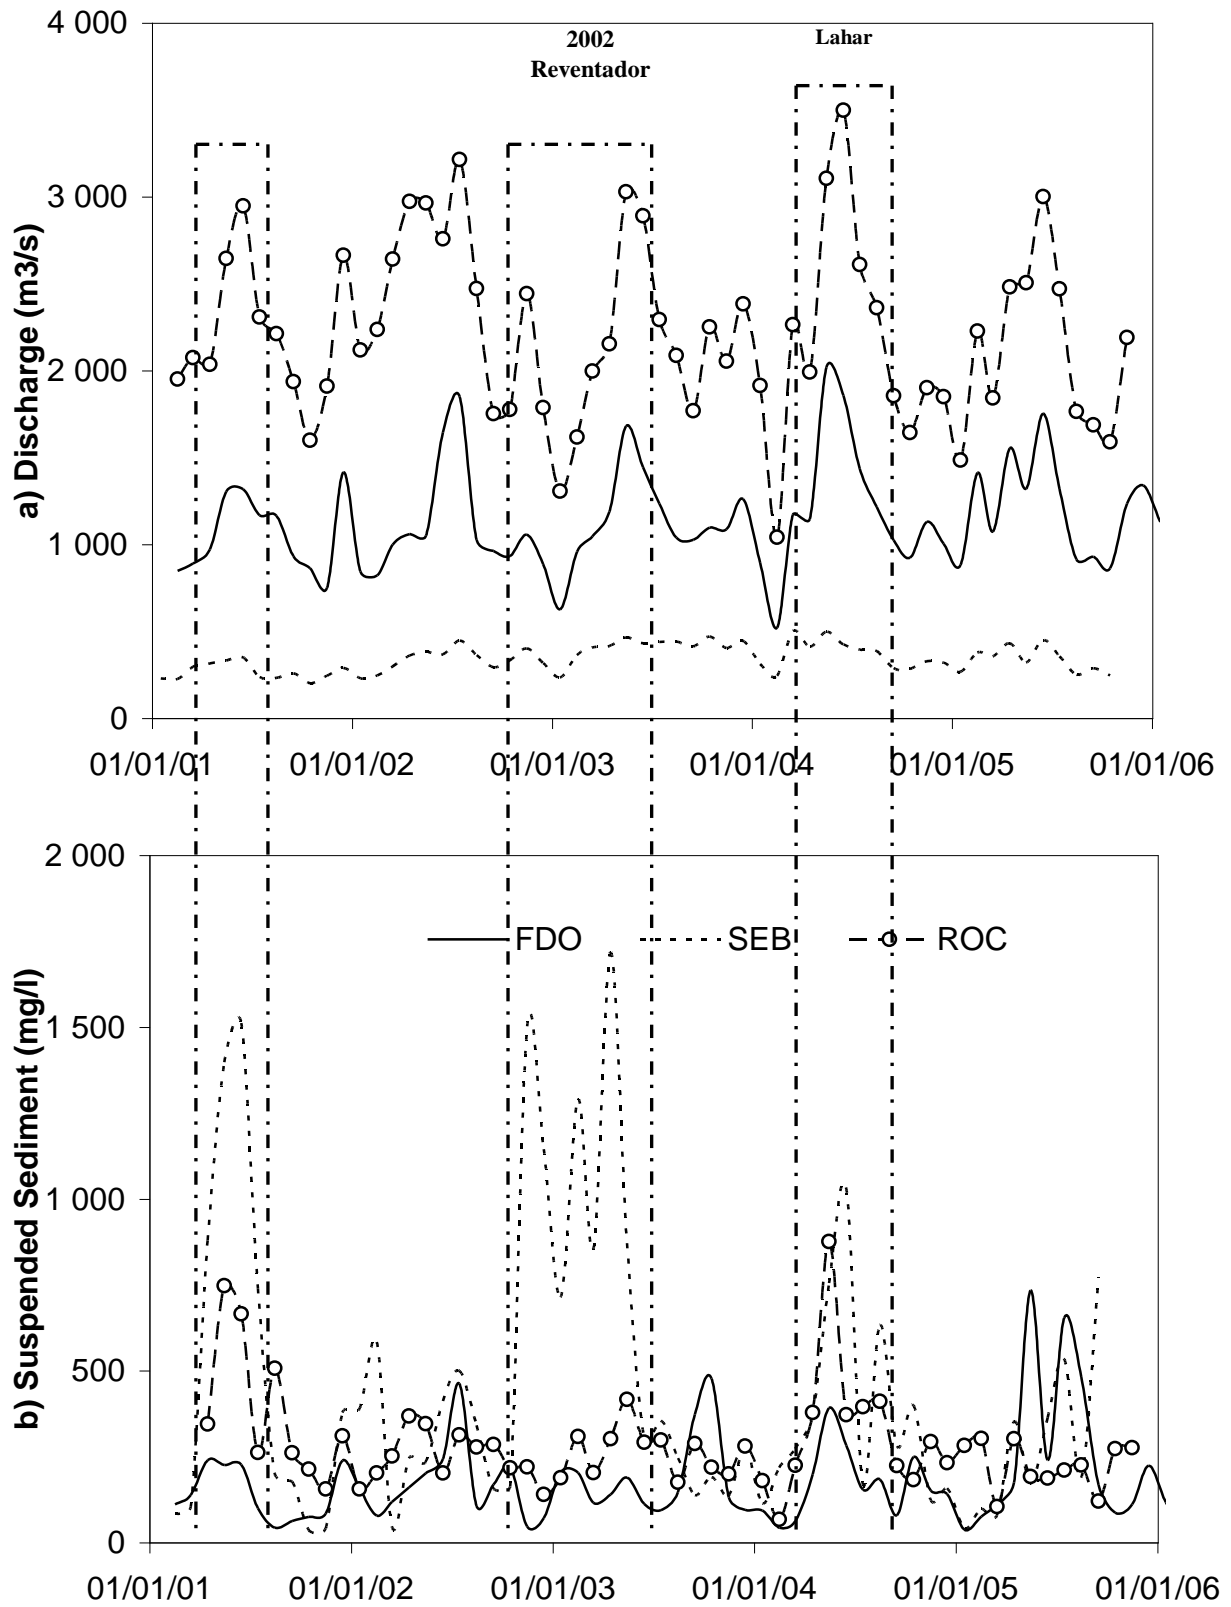 4 000
2002
Reventador
Lahar
3 000
2 000
1 000
0
a) Discharge (m3/s)
01/01/01 01/01/02 01/01/03 01/01/04 01/01/05 01/01/06
2 000
FDO SEB ROC
1 500
1 000
500
0
b) Suspended Sediment (mg/l)
01/01/01 01/01/02 01/01/03 01/01/04 01/01/05 01/01/06